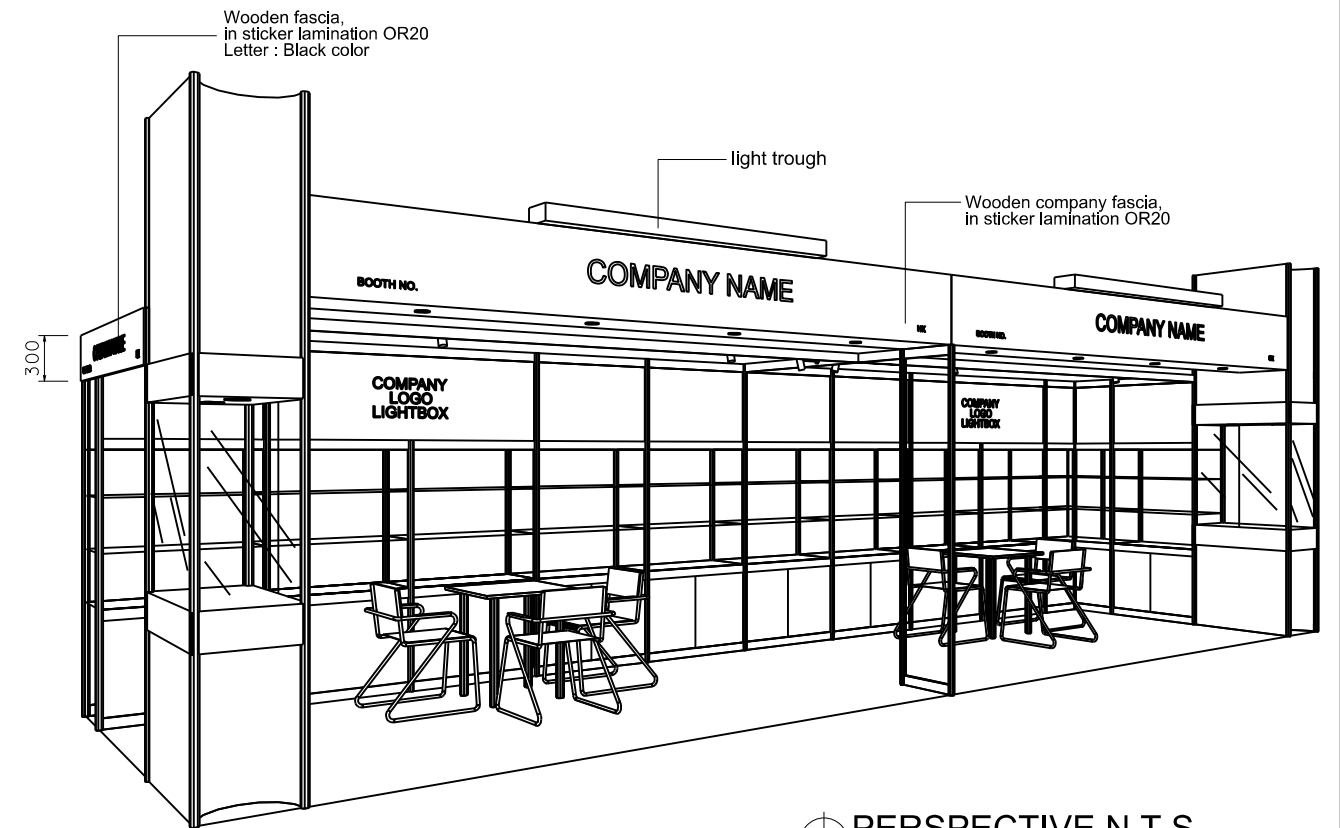 Wooden fascia,
in sticker lamination OR20
Letter : Black color
light trough
Wooden company fascia,
in sticker lamination OR20
BOOTH NO.
COMPANY NAME
HK
BOOTH NO.
COMPANY NAME
300
COMPANY
LOGO
LIGHTBOX
COMPANY
LOGO
LIGHTBOX
PERSPECTIVE N.T.S.